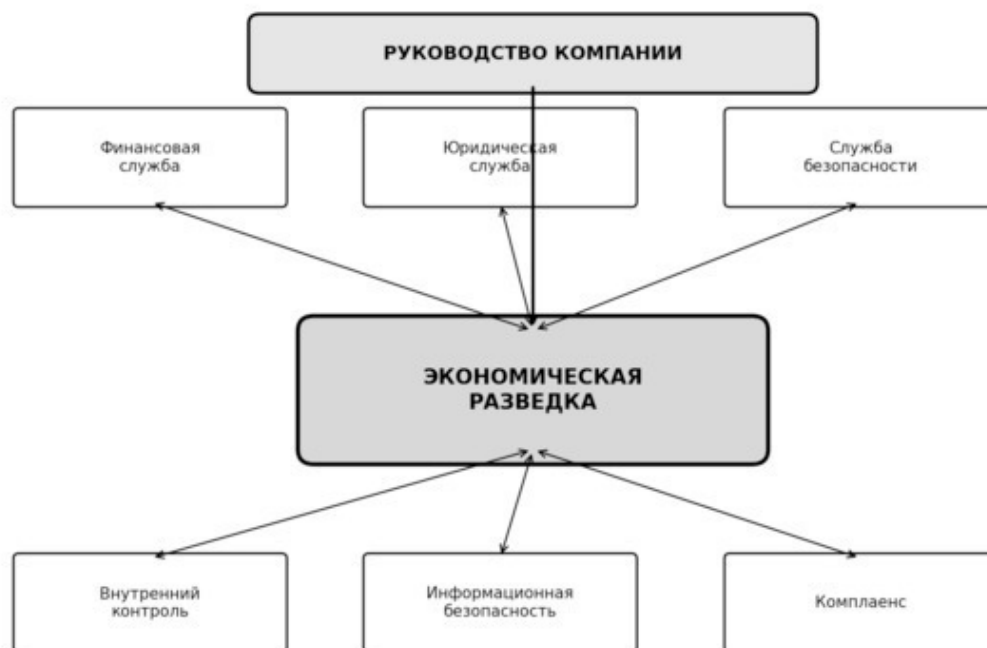 РУКОВОДСТВО КОМПАНИИ
Финансовая
служба
Юридическая
служба
Служба
безопасности
ЭКОНОМИЧЕСКАЯ
РАЗВЕДКА
Внутренний
контроль
Информационная
безопасность
Комплаенс